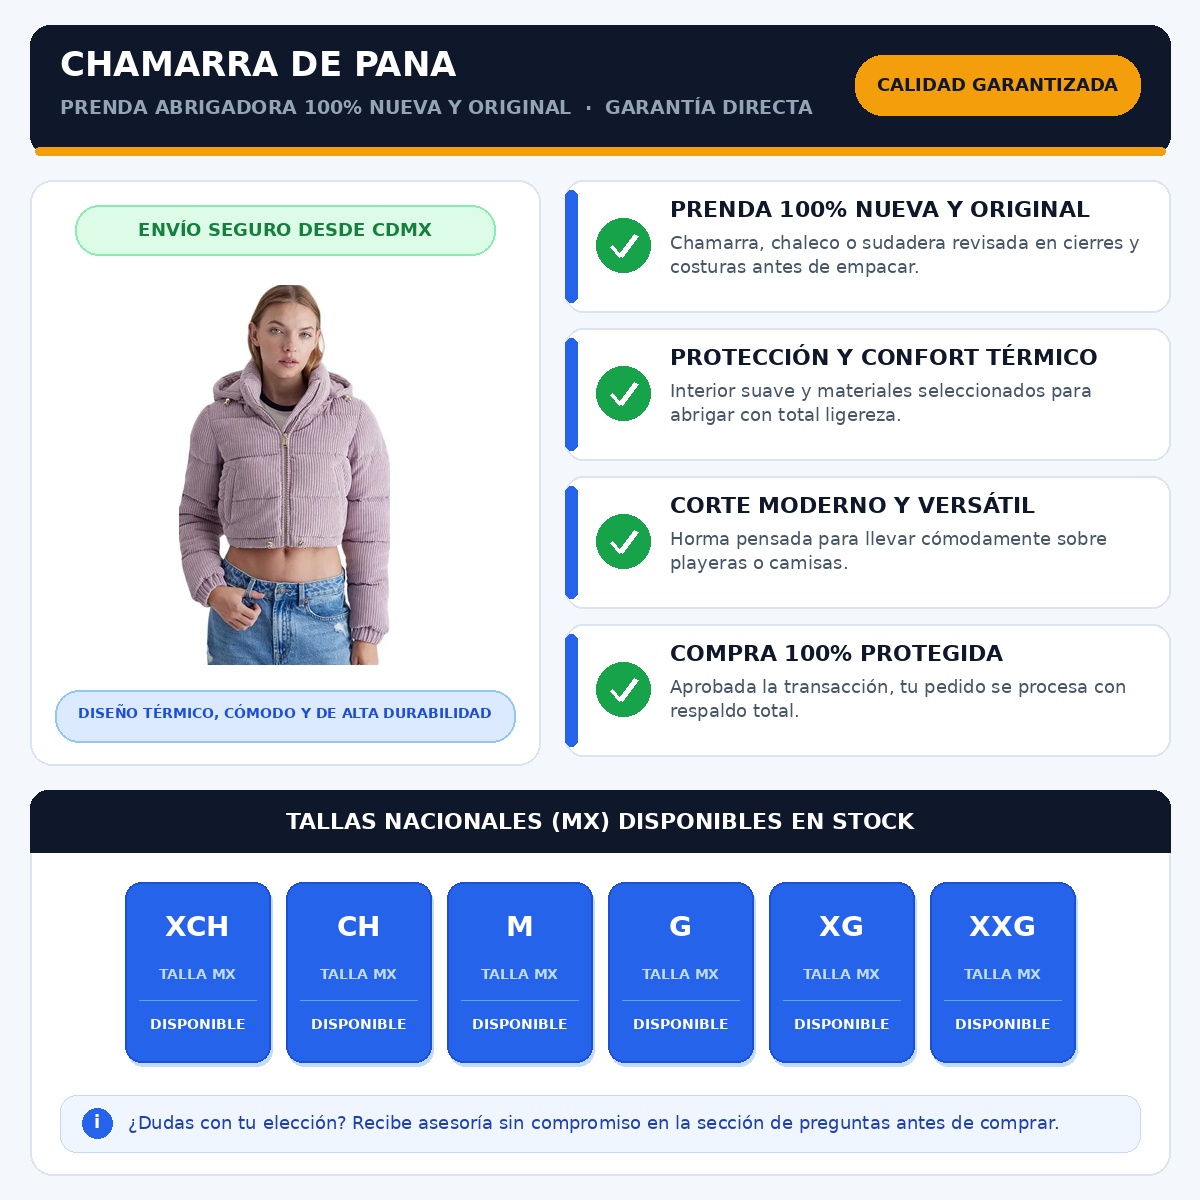 CHAMARRA DE PANA
PRENDA ABRIGADORA 100% NUEVA Y ORIGINAL · GARANTÍA DIRECTA
CALIDAD GARANTIZADA
ENVÍO SEGURO DESDE CDMX
DISEÑO TÉRMICO, CÓMODO Y DE ALTA DURABILIDAD
PRENDA 100% NUEVA Y ORIGINAL
Chamarra, chaleco o sudadera revisada en cierres y
costuras antes de empacar.
PROTECCIÓN Y CONFORT TÉRMICO
Interior suave y materiales seleccionados para
abrigar con total ligereza.
CORTE MODERNO Y VERSÁTIL
Horma pensada para llevar cómodamente sobre
playeras o camisas.
COMPRA 100% PROTEGIDA
Aprobada la transacción, tu pedido se procesa con
respaldo total.
TALLAS NACIONALES (MX) DISPONIBLES EN STOCK
XCH
TALLA MX
DISPONIBLE
CH
TALLA MX
DISPONIBLE
M
TALLA MX
DISPONIBLE
G
TALLA MX
DISPONIBLE
XG
TALLA MX
DISPONIBLE
XXG
TALLA MX
DISPONIBLE
i ¿Dudas con tu elección? Recibe asesoría sin compromiso en la sección de preguntas antes de comprar.